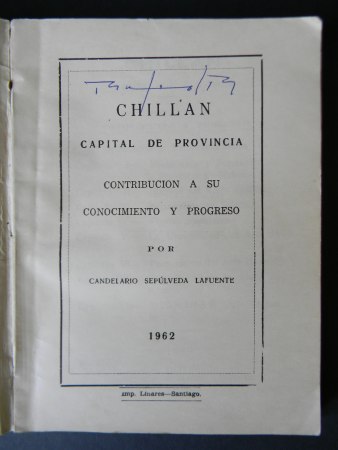 CHILLAN
CAPITAL DE PROVINCIA
CONTRIBUCION A SU
CONOCIMIENTO Y PROGRESO
POR
CANDELARIO SEPÚLVEDA LAFUENTE
1962
Imp. Linares—Santiago.